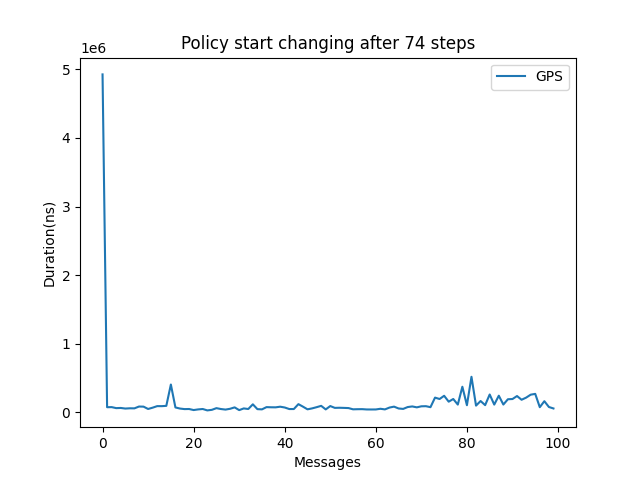 Policy start changing after 74 steps
1e6
GPS
5
4
3
2
1
0
Duration(ns)
0 20 40 60 80 100
Messages